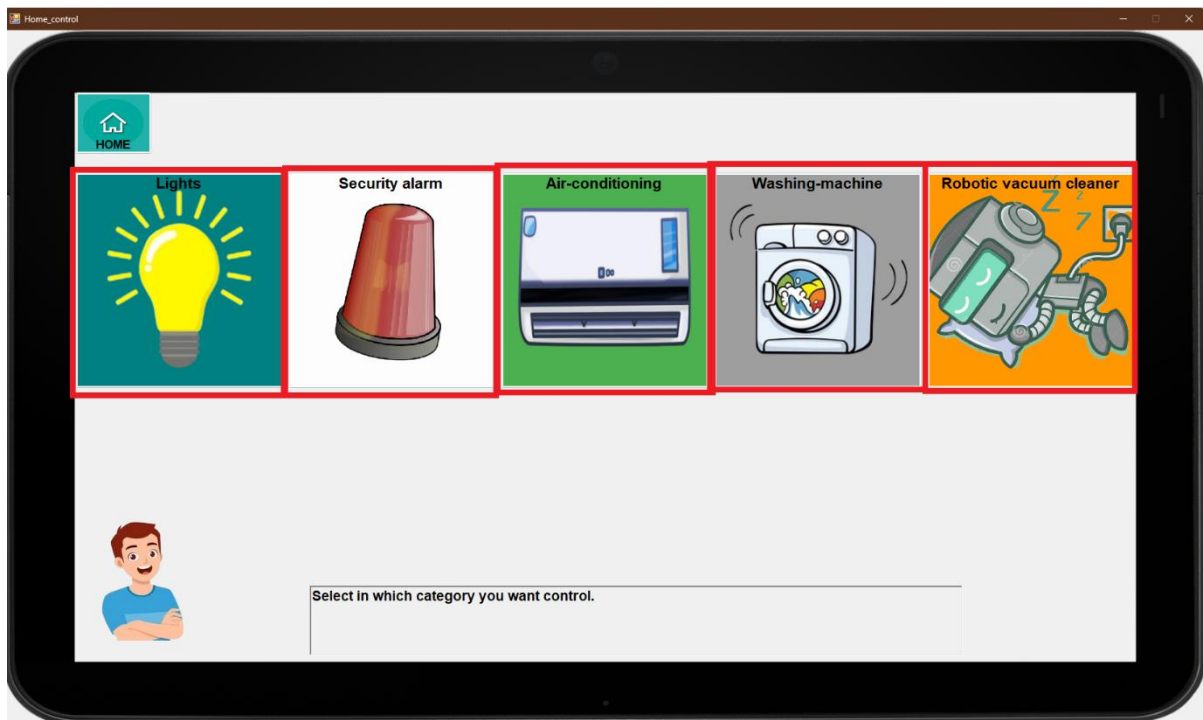 Home_control
HOME
Lights
Security alarm
Air-conditioning
Washing-machine
Robotic vacuum cleaner
Z z 7
Select in which category you want control.